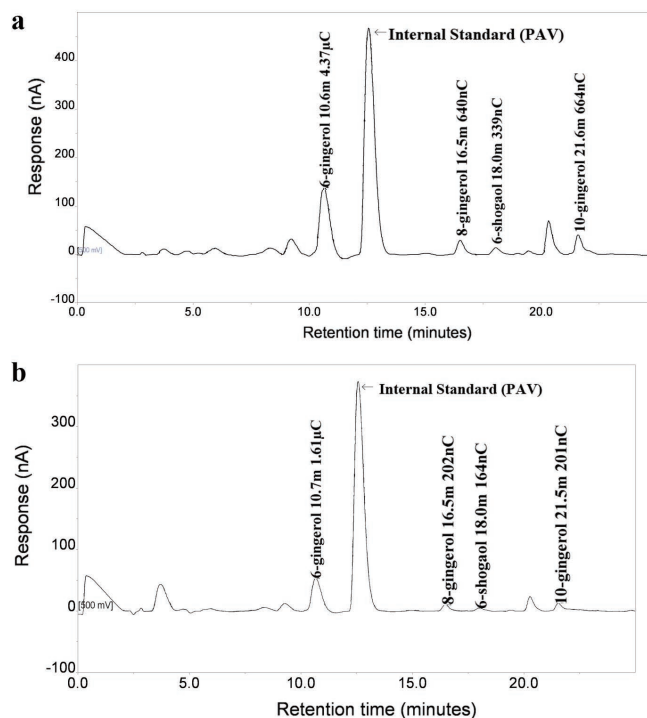 a
Response (nA)
400
300
200
100
0
-100
6-gingerol 10.6m 4.37µC
←Internal Standard (PAV)
8-gingerol 16.5m 640nC
6-shogaol 18.0m 339nC
10-gingerol 21.6m 664nC
0.0 5.0 10.0 15.0 20.0
Retention time (minutes)
b
Response (nA)
300
200
100
0
-100
[500 mV]
6-gingerol 10.7m 1.61µC
← Internal Standard (PAV)
8-gingerol 16.5m 202nC
6-shogaol 18.0m 164nC
10-gingerol 21.5m 201nC
0.0 5.0 10.0 15.0 20.0
Retention time (minutes)